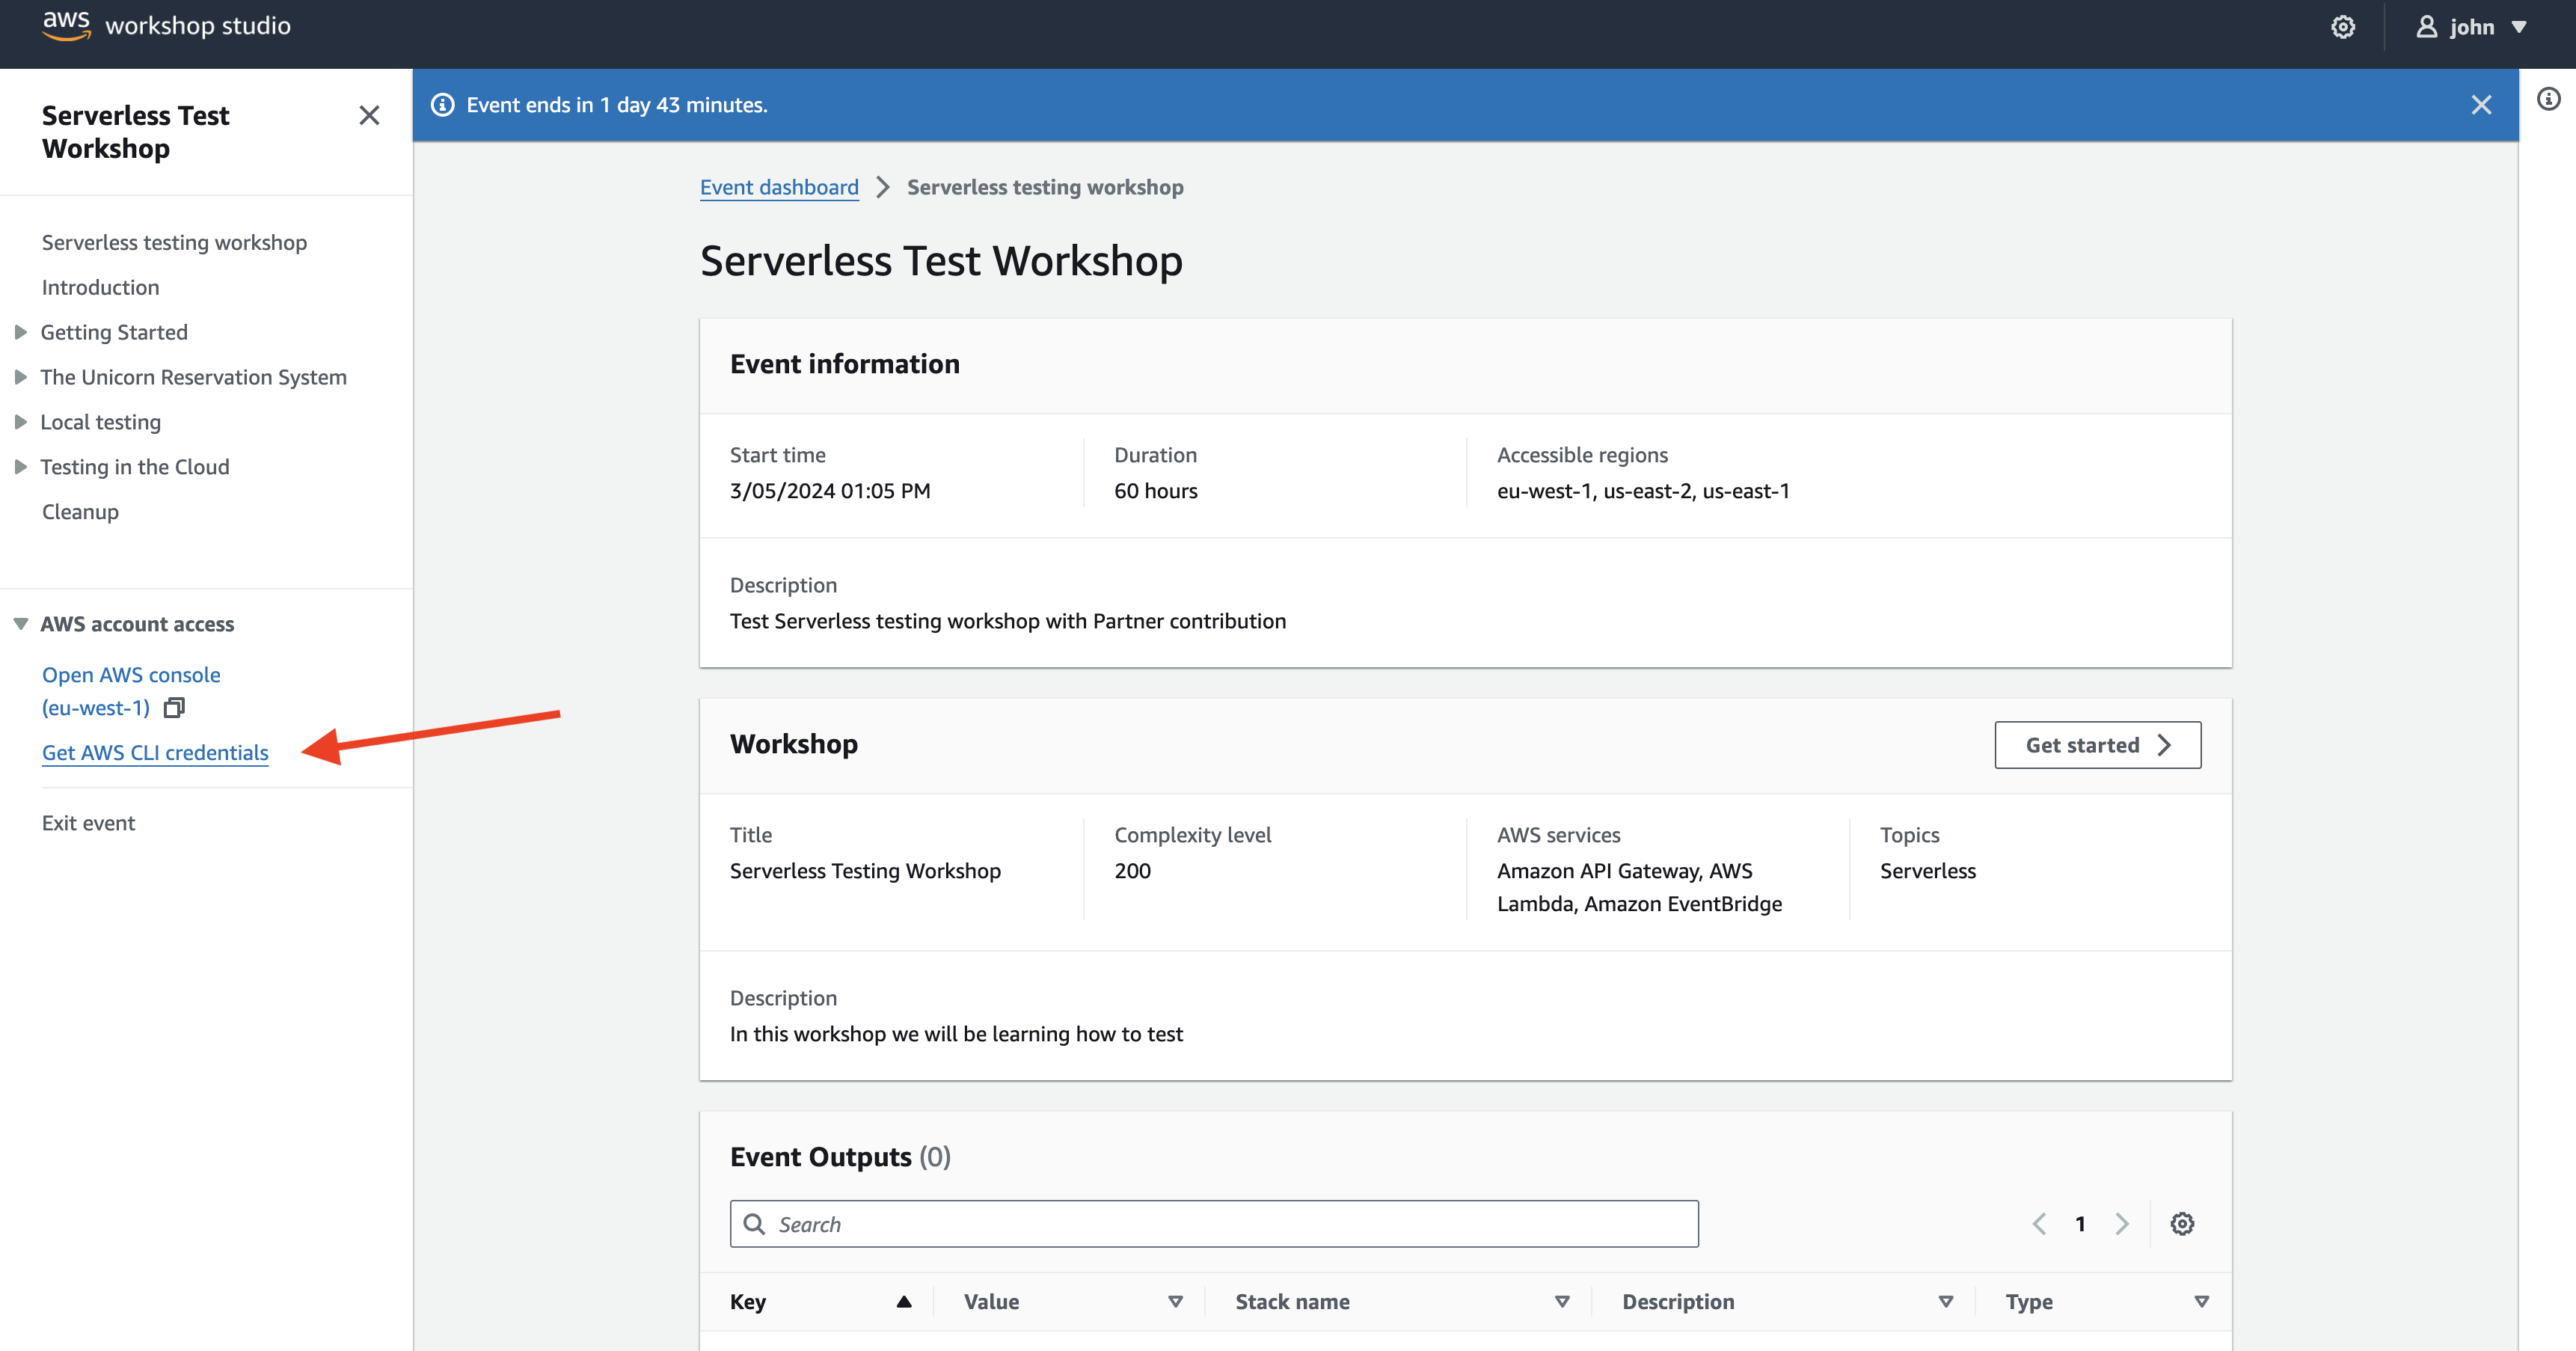 aws workshop studio
john
Serverless Test
Workshop
Serverless testing workshop
Introduction
Getting Started
The Unicorn Reservation System
Local testing
Testing in the Cloud
Cleanup
AWS account access
Open AWS console
(eu-west-1)
Get AWS CLI credentials
Exit event
Event ends in 1 day 43 minutes.
Event dashboard Serverless testing workshop
Serverless Test Workshop
Event information
Start time
3/05/2024 01:05 PM
Duration
60 hours
Accessible regions
eu-west-1, us-east-2, us-east-1
Description
Test Serverless testing workshop with Partner contribution
Workshop
Get started
Title
Serverless Testing Workshop
Complexity level
200
AWS services
Amazon API Gateway, AWS
Lambda, Amazon EventBridge
Topics
Serverless
Description
In this workshop we will be learning how to test
Event Outputs (0)
Search
1
Key Value Stack name Description Type